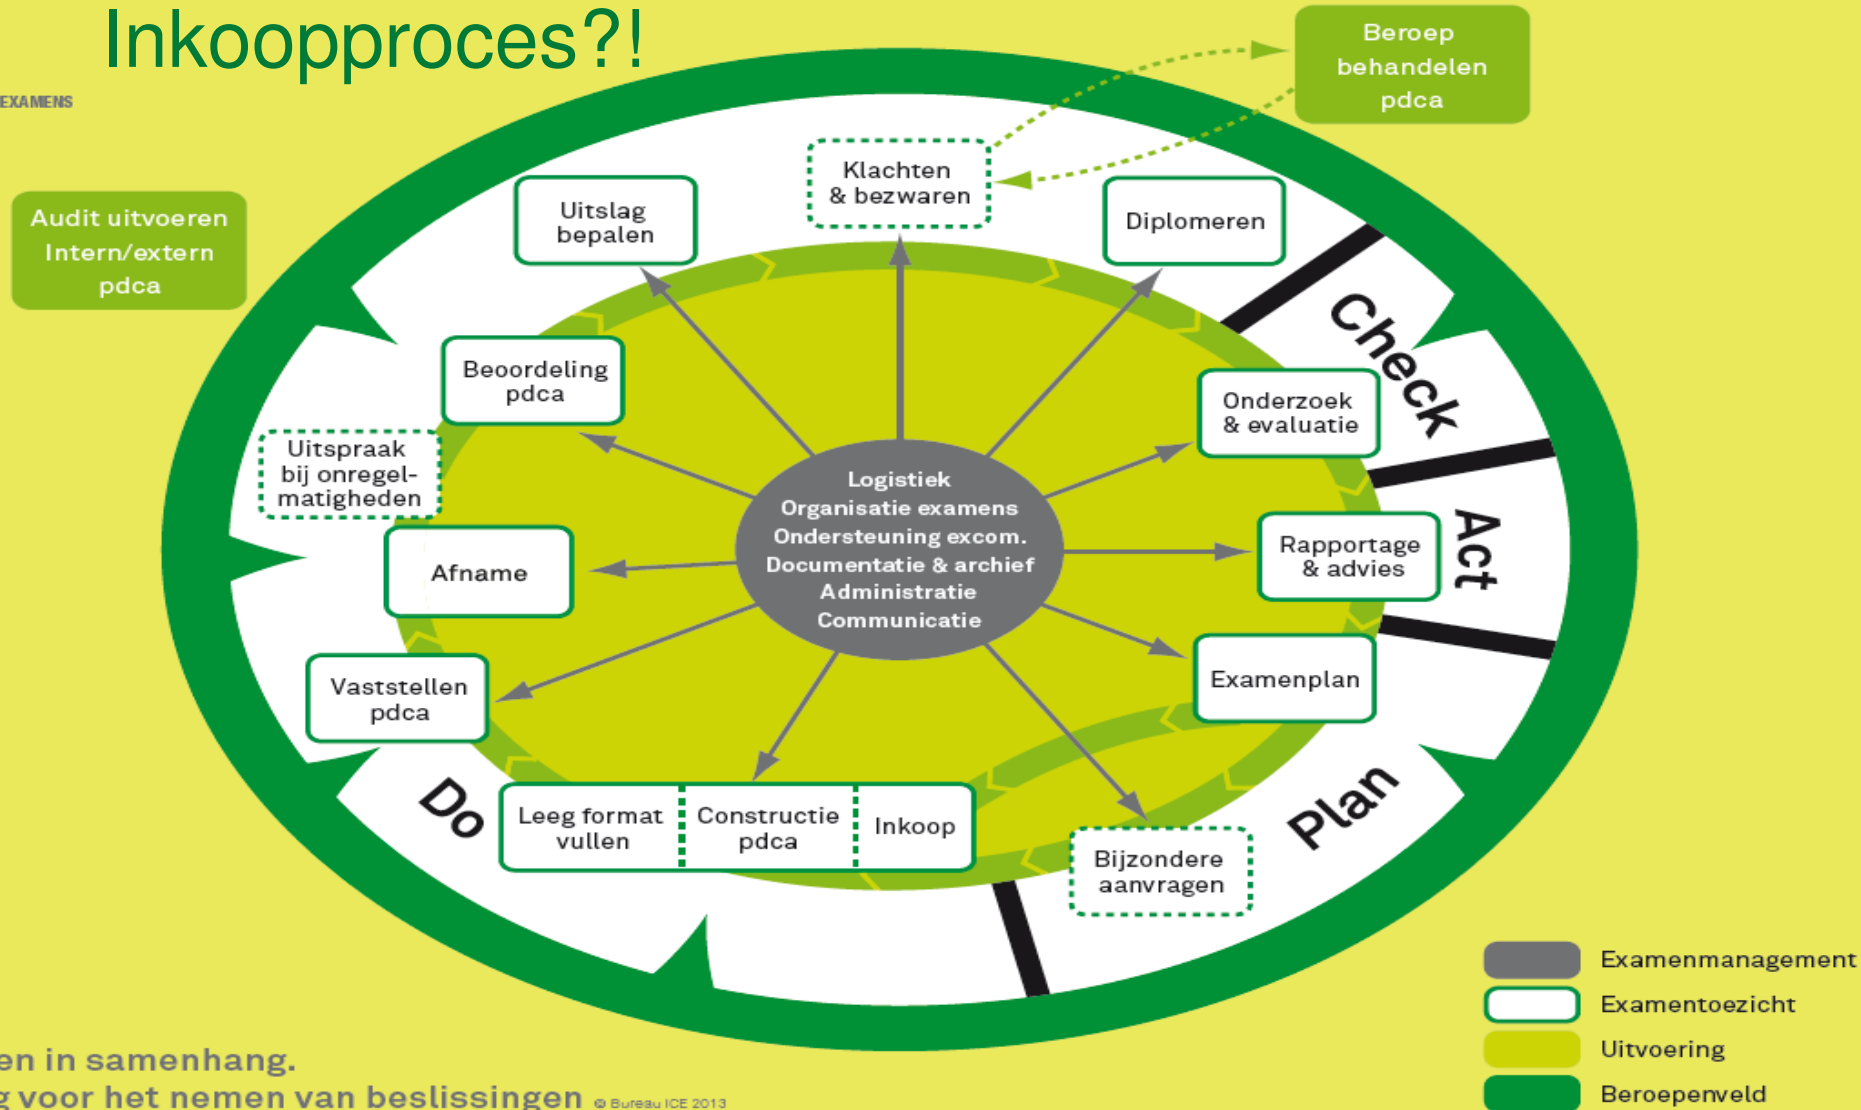 Inkoopproces?!
EXAMENS
Beroep
behandelen
pdca
Audit uitvoeren
Intern/extern
pdca
Klachten
& bezwaren
Uitslag
bepalen
Diplomeren
Check
Beoordeling
pdca
Onderzoek
& evaluatie
Uitspraak
bij onregel-
matigheden
Logistiek
Organisatie examens
Ondersteuning excom.
Documentatie & archief
Administratie
Communicatie
Act
Rapportage
& advies
Afname
Examenplan
Vaststellen
pdca
Do
Leeg format
vullen
Constructie
pdca
Inkoop
Plan
Bijzondere
aanvragen
Examenmanagement
Examentoezicht
Uitvoering
Beroepenveld
en in samenhang.
g voor het nemen van beslissingen © Bureau ICE 2013